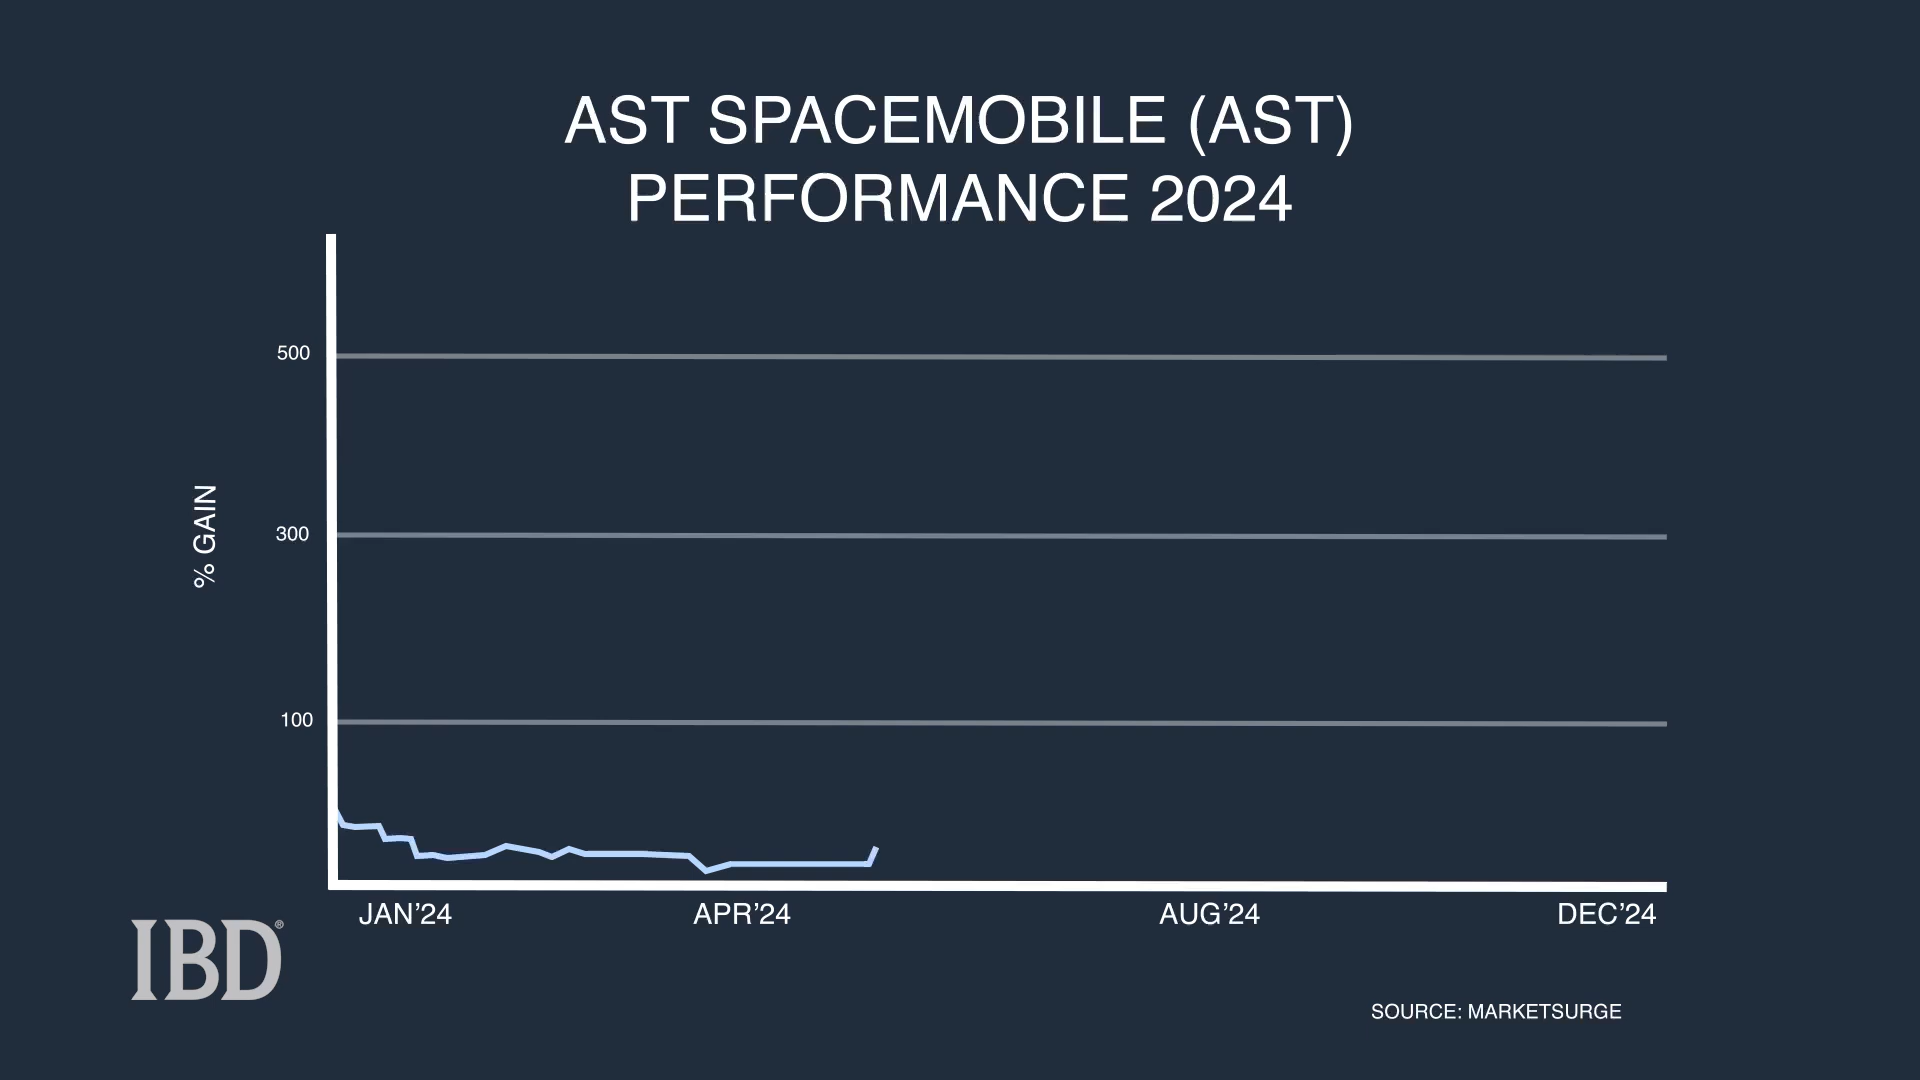 AST SPACEMOBILE (AST)
PERFORMANCE 2024
% GAIN
500
300
100
JAN’24
APR’24
AUG’24
DEC’24
IBD®
SOURCE: MARKETSURGE